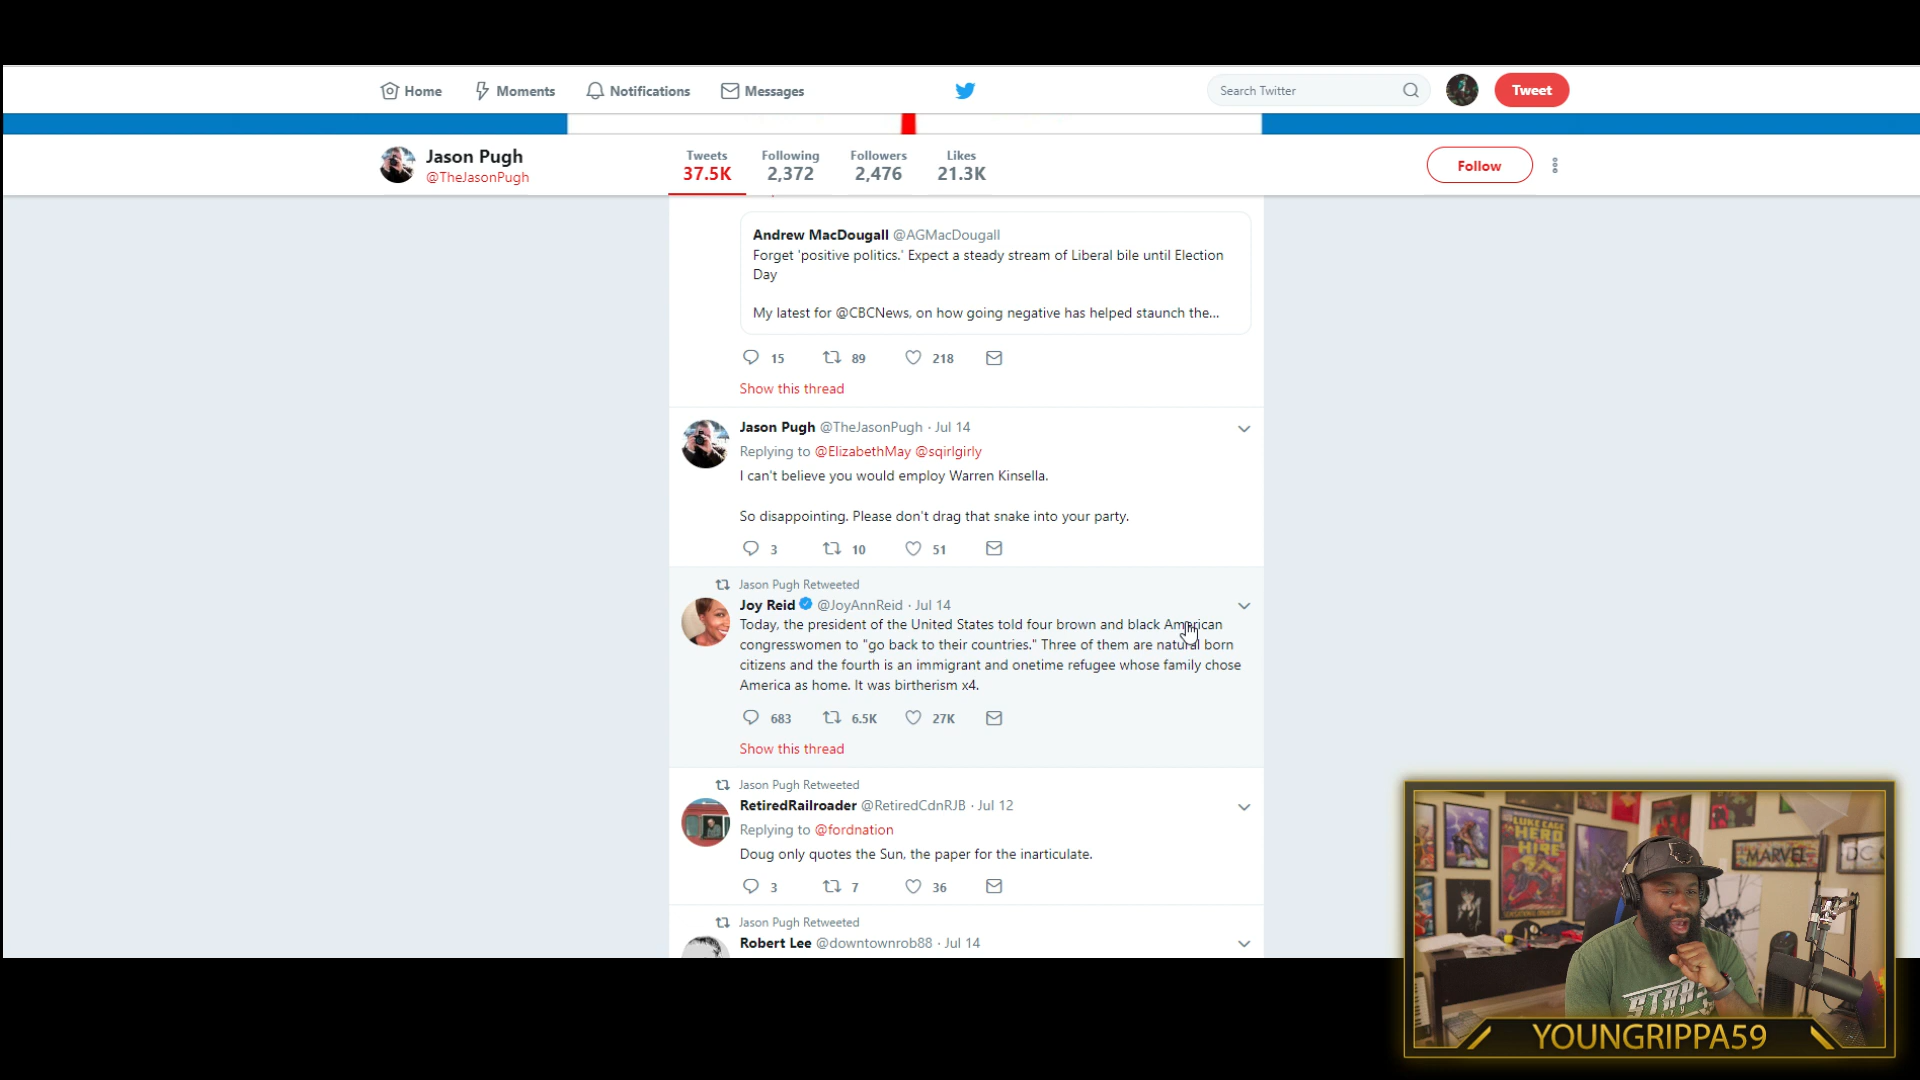 Home
Moments
Notifications
Messages
Search Twitter
Tweet
Jason Pugh
@TheJasonPugh
Tweets
37.5K
Following
2,372
Followers
2,476
Likes
21.3K
Follow
Andrew MacDougall @AGMacDougall
Forget 'positive politics.' Expect a steady stream of Liberal bile until Election
Day
My latest for @CBCNews, on how going negative has helped staunch the...
15 89 218
Show this thread
Jason Pugh @TheJasonPugh · Jul 14
Replying to @ElizabethMay @sqirlgirly
I can't believe you would employ Warren Kinsella.
So disappointing. Please don't drag that snake into your party.
3 10 51
Jason Pugh Retweeted
Joy Reid @JoyAnnReid · Jul 14
Today, the president of the United States told four brown and black American
congresswomen to "go back to their countries." Three of them are natural born
citizens and the fourth is an immigrant and onetime refugee whose family chose
America as home. It was birtherism x4.
683 6.5K 27K
Show this thread
Jason Pugh Retweeted
RetiredRailroader @RetiredCdnRJB · Jul 12
Replying to @fordnation
Doug only quotes the Sun, the paper for the inarticulate.
3 7 36
Jason Pugh Retweeted
Robert Lee @downtownrob88 · Jul 14
LUKE CAGE
HERO
HIRE
MARVEL
DC
YOUNGRIPPA59